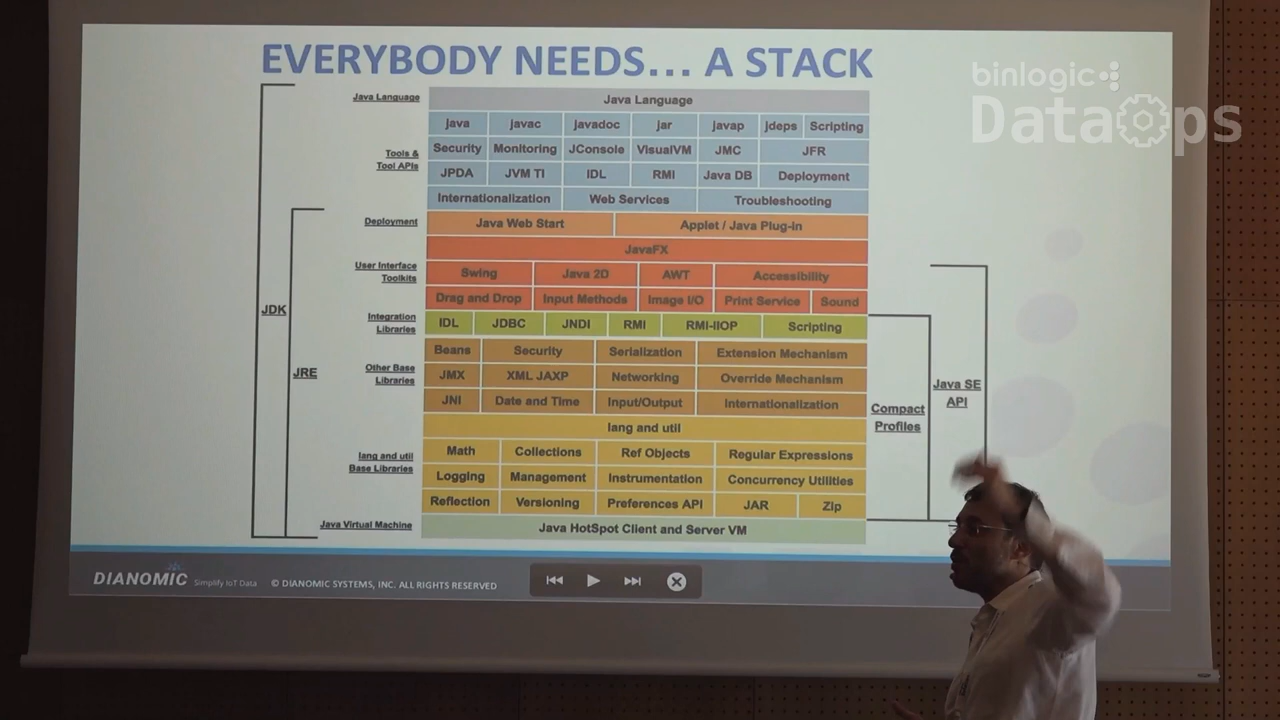 EVERYBODY NEEDS... A STACK
binlogic
DataOps
Java Language
Java Language
java javac javadoc jar javap jdeps Scripting
Tools &
Tool APIs
Security Monitoring JConsole VisualVM JMC JFR
JPDA JVM TI IDL RMI Java DB Deployment
Internationalization Web Services Troubleshooting
Deployment
Java Web Start Applet / Java Plug-in
JavaFX
User Interface
Toolkits
Swing Java 2D AWT Accessibility
Drag and Drop Input Methods Image I/O Print Service Sound
Integration
Libraries
IDL JDBC JNDI RMI RMI-IIOP Scripting
JDK
JRE
Other Base
Libraries
Beans Security Serialization Extension Mechanism
JMX XML JAXP Networking Override Mechanism
JNI Date and Time Input/Output Internationalization
Java SE
API
Compact
Profiles
lang and util
lang and util
Base Libraries
Math Collections Ref Objects Regular Expressions
Logging Management Instrumentation Concurrency Utilities
Reflection Versioning Preferences API JAR Zip
Java Virtual Machine
Java HotSpot Client and Server VM
DIANOMIC Simplify IoT Data © DIANOMIC SYSTEMS, INC. ALL RIGHTS RESERVED